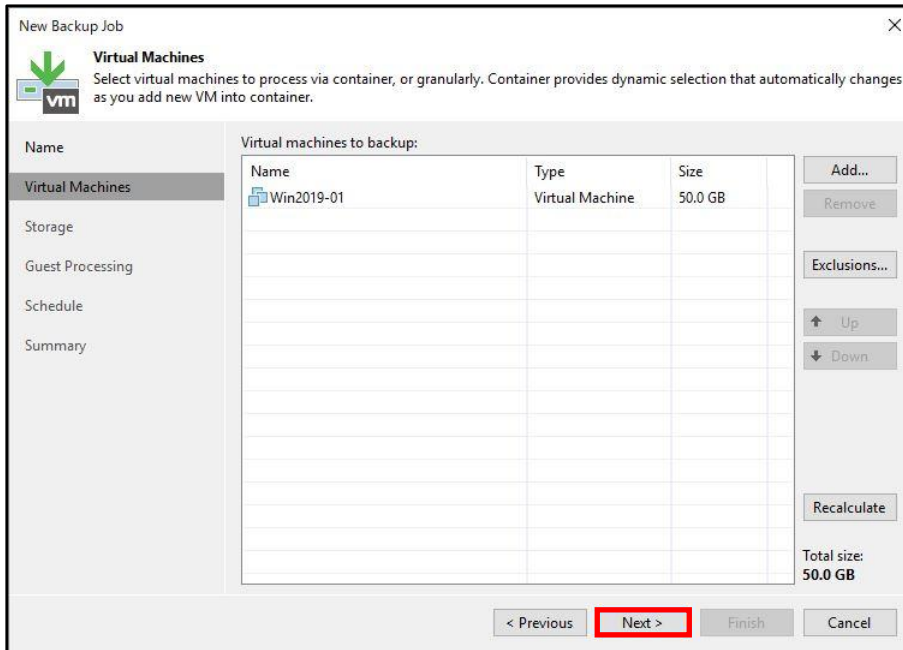 New Backup Job
Virtual Machines
Select virtual machines to process via container, or granularly. Container provides dynamic selection that automatically changes
as you add new VM into container.
vm
Name
Virtual Machines
Storage
Guest Processing
Schedule
Summary
Virtual machines to backup:
Name Type Size
Win2019-01 Virtual Machine 50.0 GB
Add...
Remove
Exclusions...
Up
Down
Recalculate
Total size:
50.0 GB
< Previous Next > Finish Cancel